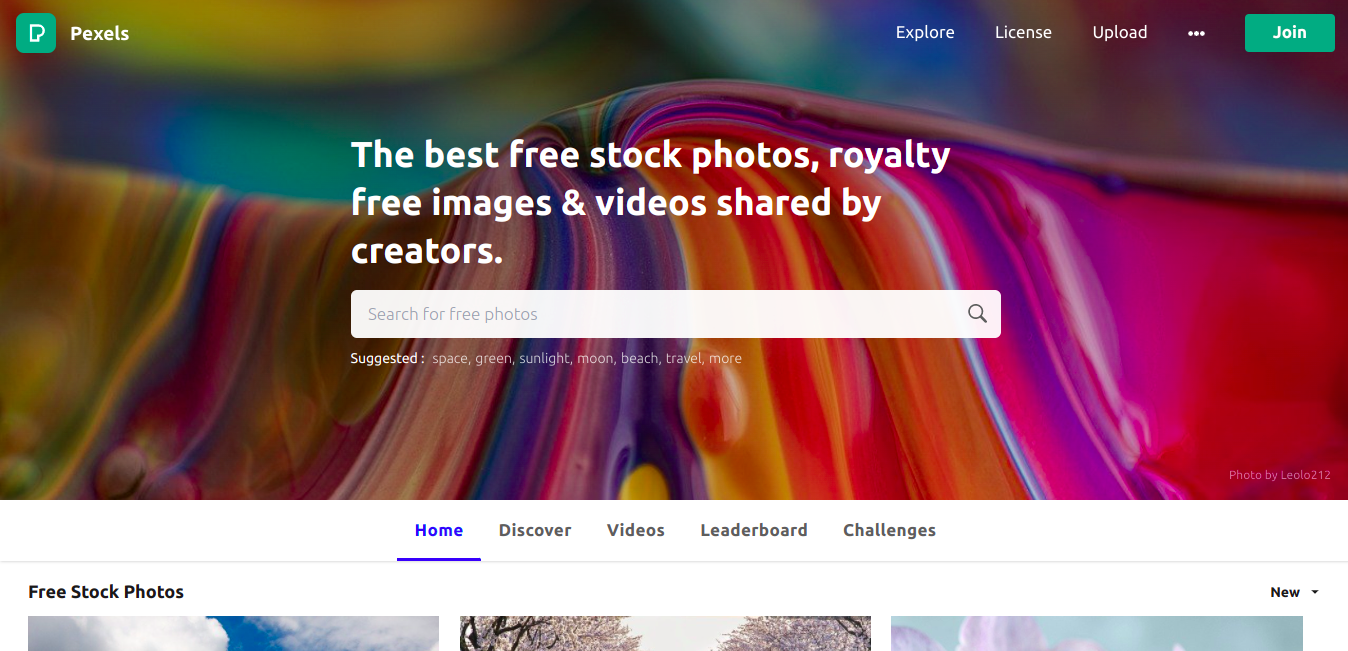 Pexels
Explore
License
Upload
•••
Join
The best free stock photos, royalty
free images & videos shared by
creators.
Search for free photos
Suggested : space, green, sunlight, moon, beach, travel, more
Photo by Leolo212
Home
Discover
Videos
Leaderboard
Challenges
Free Stock Photos
New